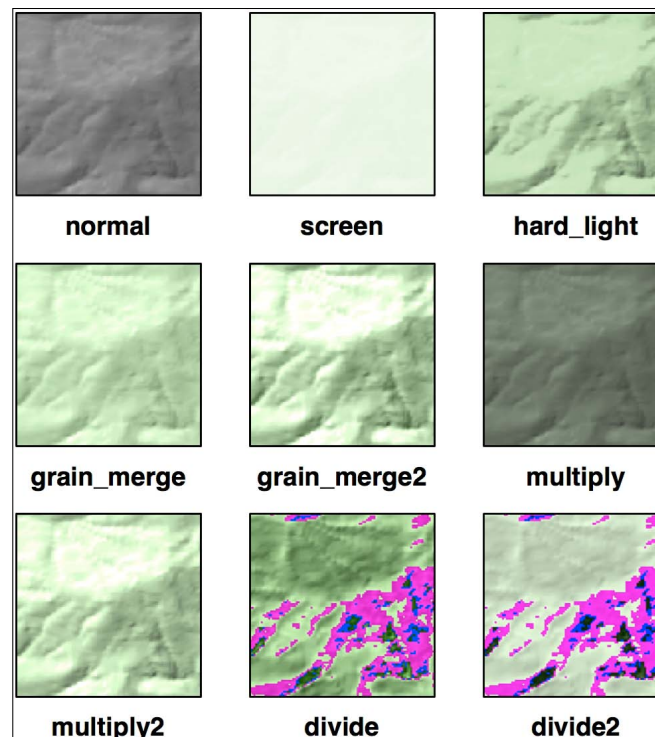 normal
screen
hard_light
grain_merge
grain_merge2
multiply
multiply2
divide
divide2